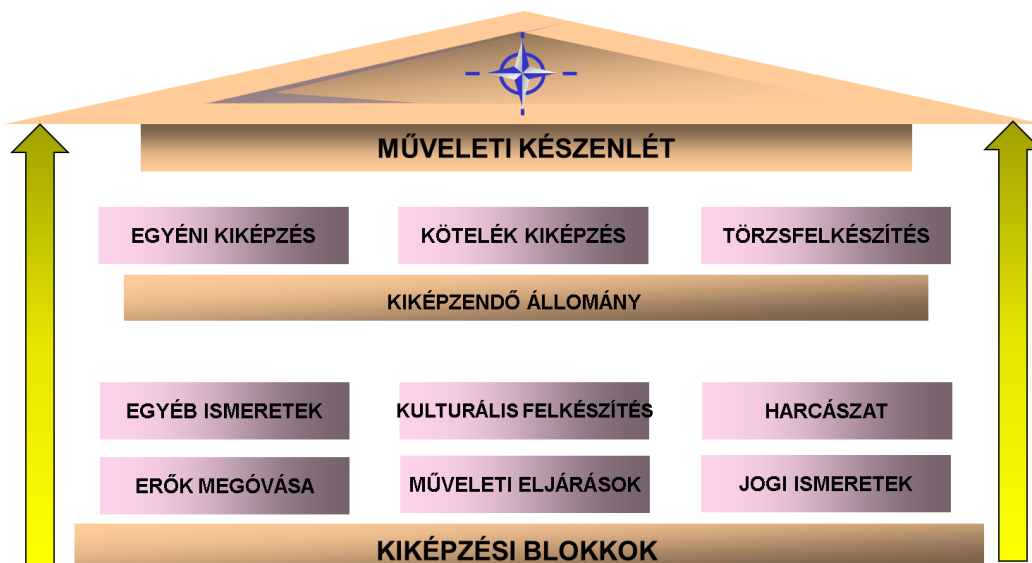 MŰVELETI KÉSZENLÉT
EGYÉNI KIKÉPZÉS KÖTELÉK KIKÉPZÉS TÖRZSFELKÉSZÍTÉS
KIKÉPZENDŐ ÁLLOMÁNY
EGYÉB ISMERETEK KULTURÁLIS FELKÉSZÍTÉS HARCÁSZAT
ERŐK MEGÓVÁSA MŰVELETI ELJÁRÁSOK JOGI ISMERETEK
KIKÉPZÉSI BLOKKOK